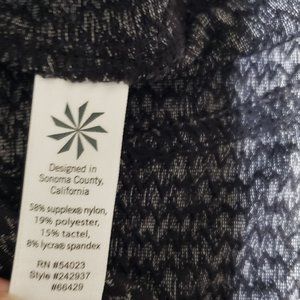 Designed in
Sonoma County,
California
58% supplex® nylon,
19% polyester,
15% tactel,
8% lycra® spandex
RN #54023
Style #242937
#66429